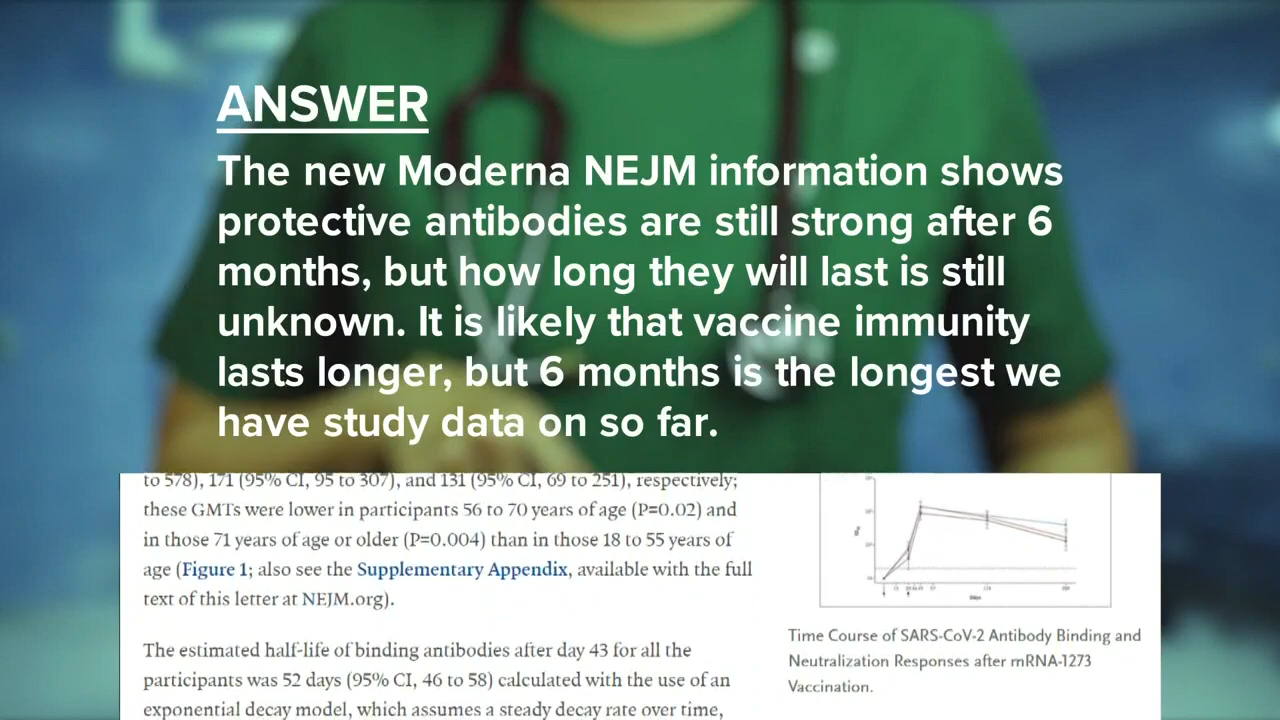 ANSWER
The new Moderna NEJM information shows
protective antibodies are still strong after 6
months, but how long they will last is still
unknown. It is likely that vaccine immunity
lasts longer, but 6 months is the longest we
have study data on so far.
to 578), 171 (95% CI, 95 to 307), and 131 (95% CI, 69 to 251), respectively;
these GMTs were lower in participants 56 to 70 years of age (P=0.02) and
in those 71 years of age or older (P=0.004) than in those 18 to 55 years of
age (Figure 1; also see the Supplementary Appendix, available with the full
text of this letter at NEJM.org).
The estimated half-life of binding antibodies after day 43 for all the
participants was 52 days (95% CI, 46 to 58) calculated with the use of an
exponential decay model, which assumes a steady decay rate over time,
Days
Time Course of SARS-CoV-2 Antibody Binding and
Neutralization Responses after mRNA-1273
Vaccination.